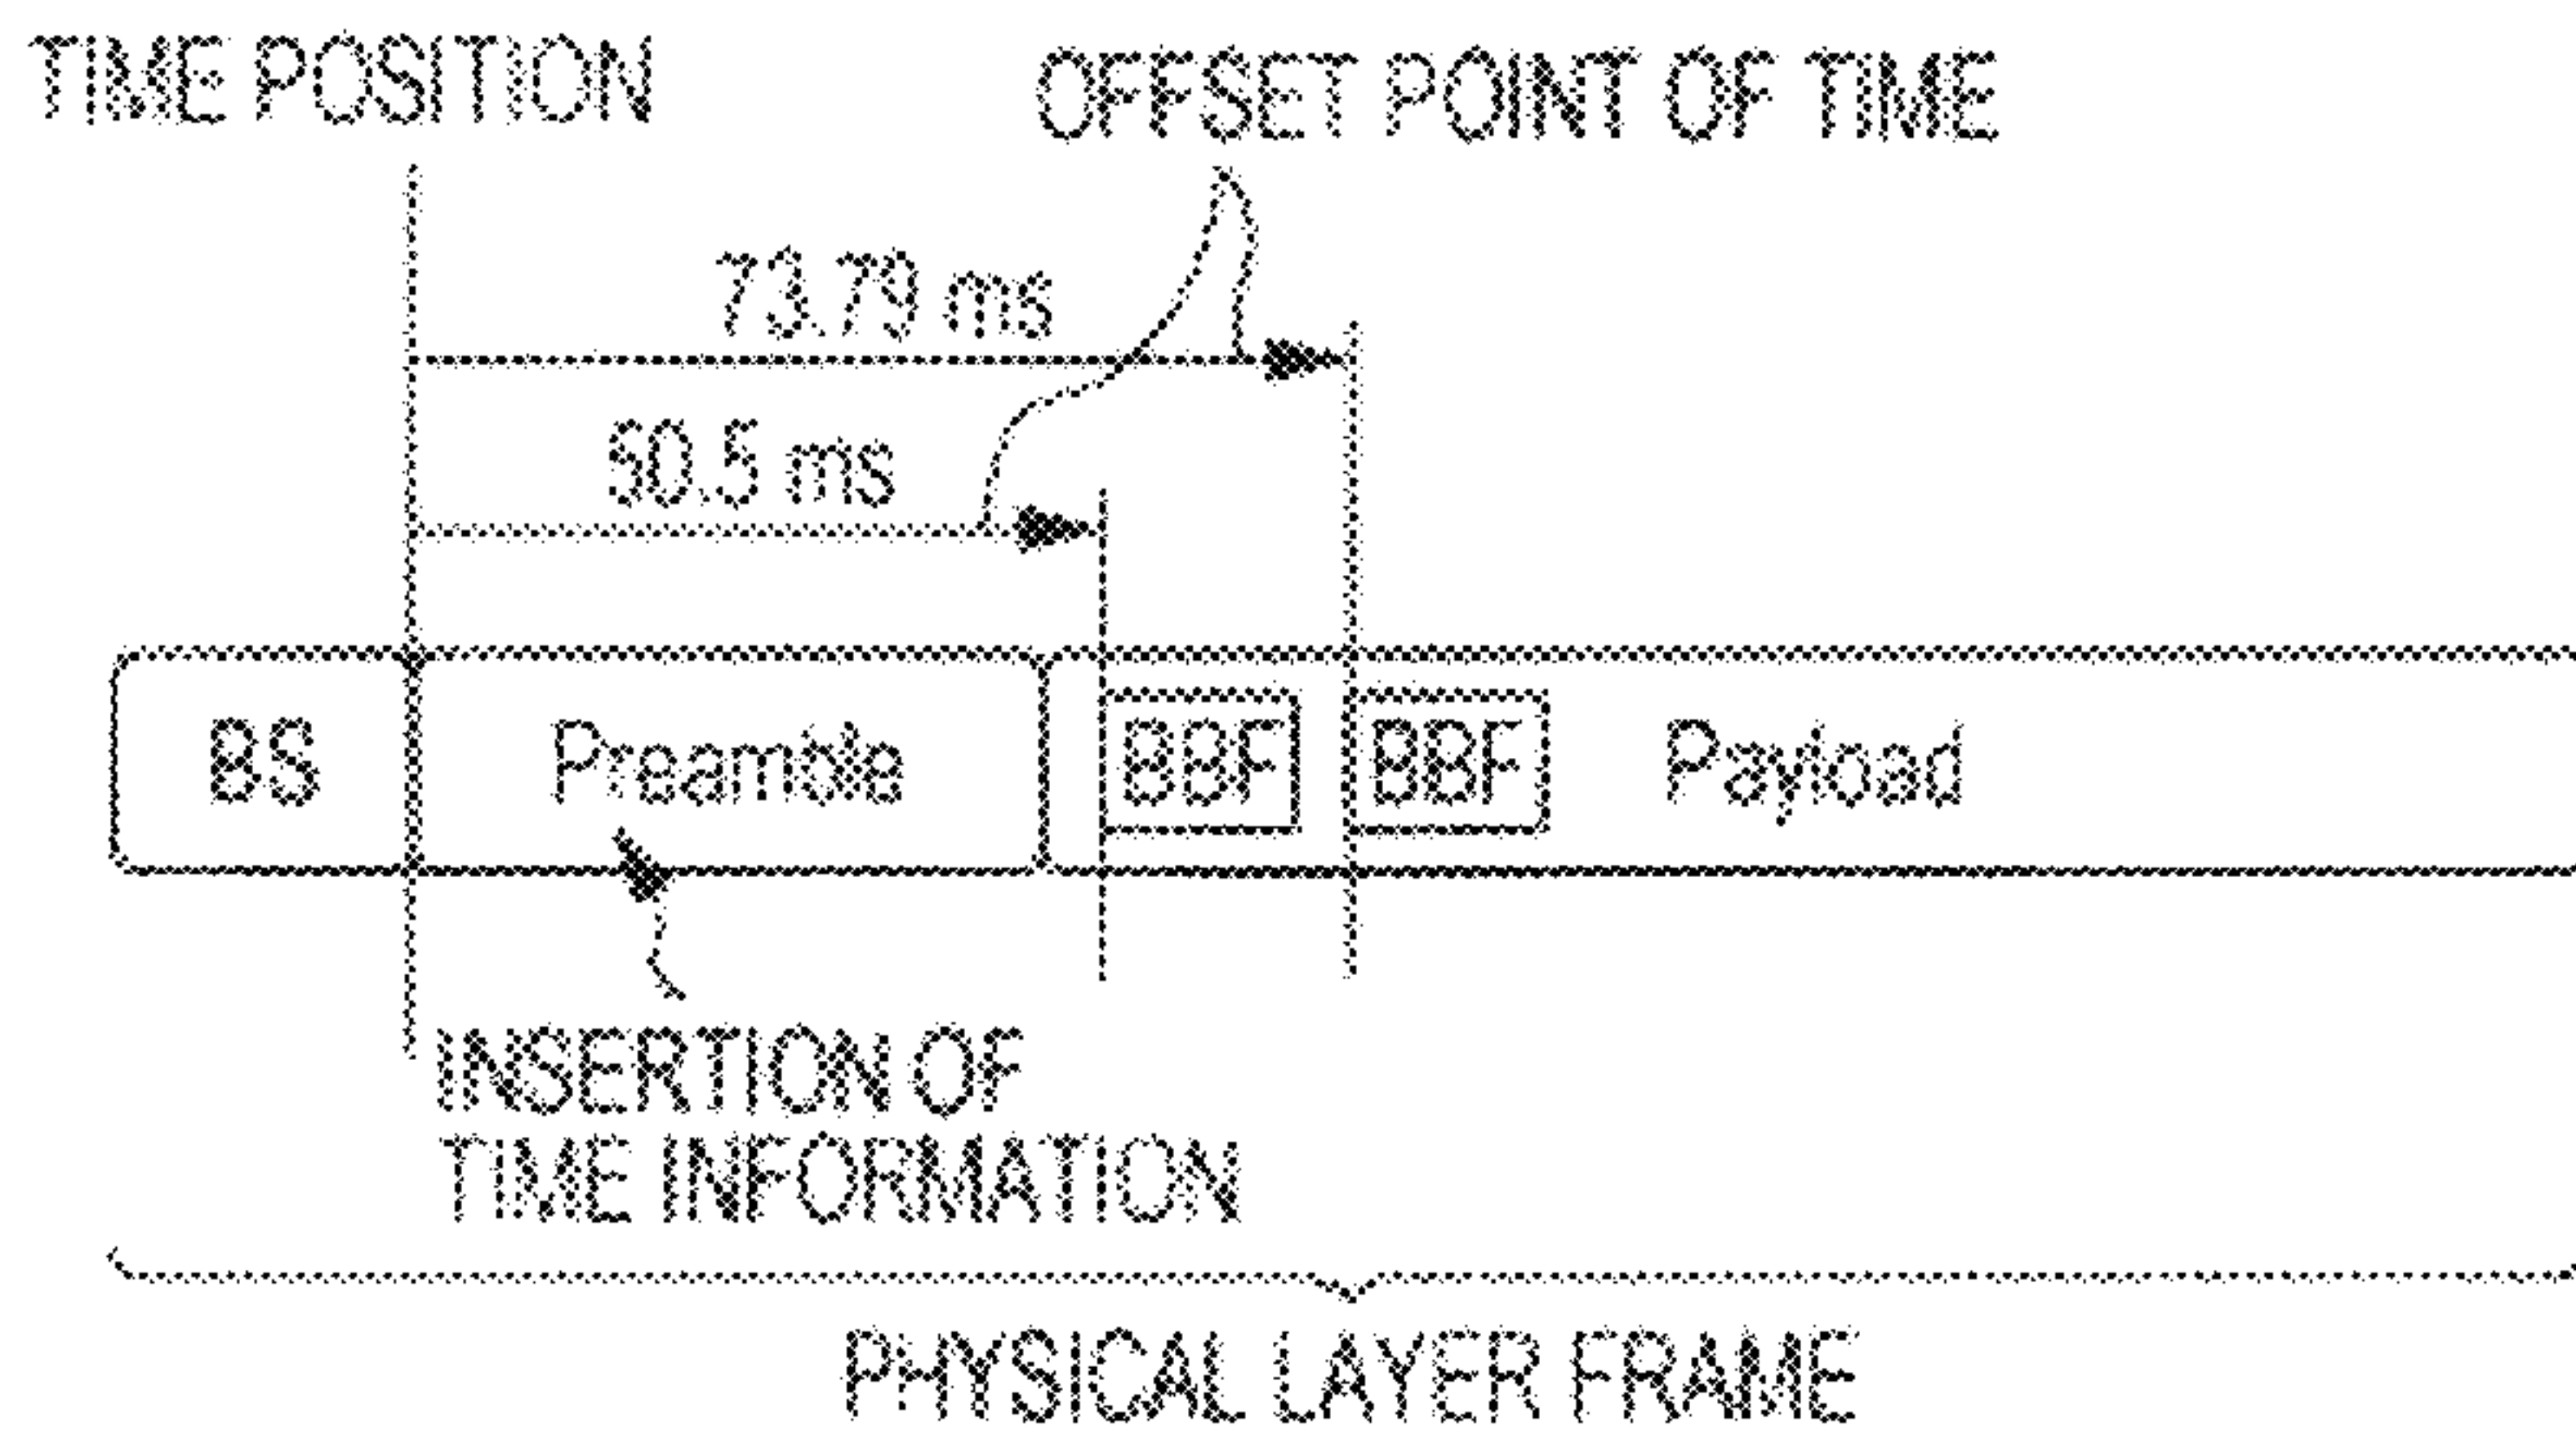 TIME POSITION
OFFSET POINT OF TIME
73.79 ms
50.5 ms
BS Preamble BBF BBF Payload
INSERTION OF
TIME INFORMATION
PHYSICAL LAYER FRAME